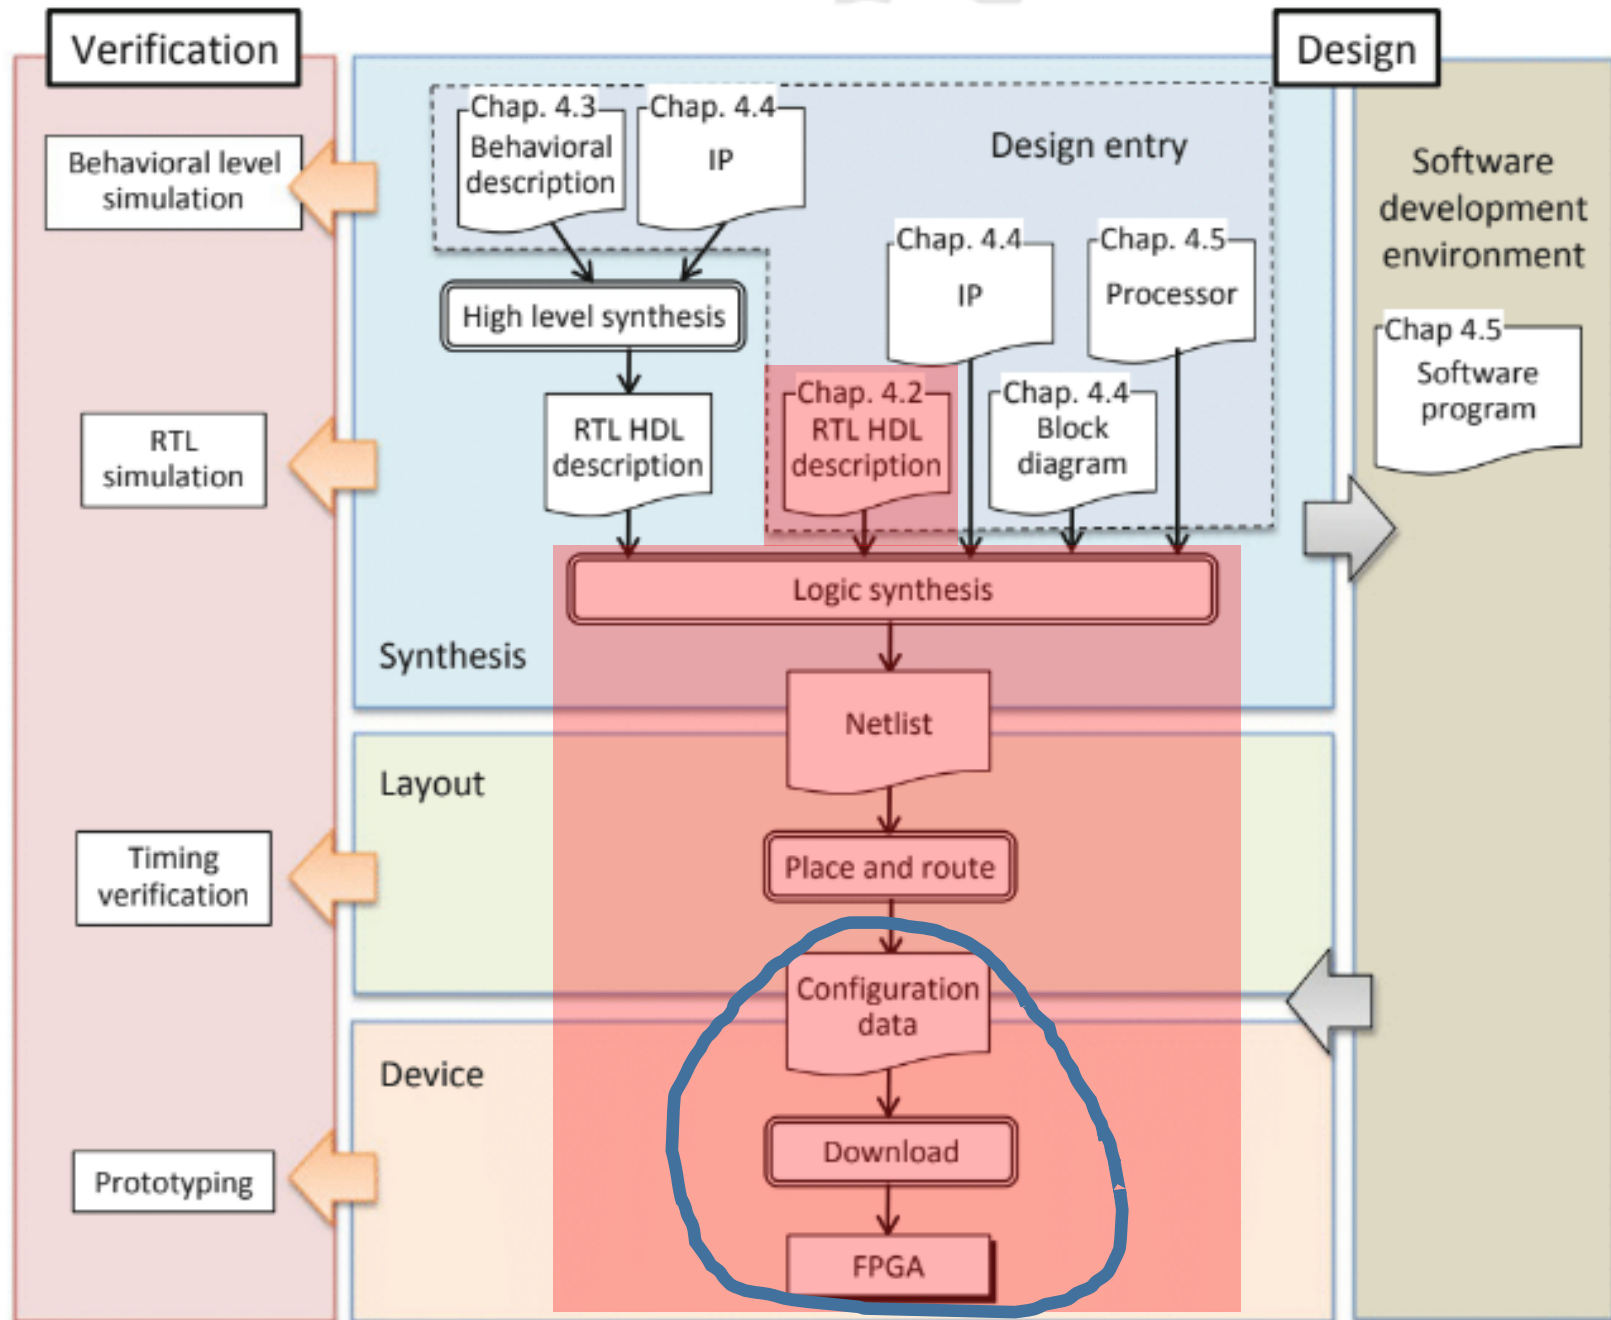 Verification
Design
Behavioral level
simulation
RTL
simulation
Timing
verification
Prototyping
Chap. 4.3
Behavioral
description
Chap. 4.4
IP
Design entry
High level synthesis
RTL HDL
description
Chap. 4.2
RTL HDL
description
Chap. 4.4
IP
Chap. 4.4
Block
diagram
Chap. 4.5
Processor
Logic synthesis
Synthesis
Netlist
Layout
Place and route
Configuration
data
Device
Download
FPGA
Software
development
environment
Chap 4.5
Software
program